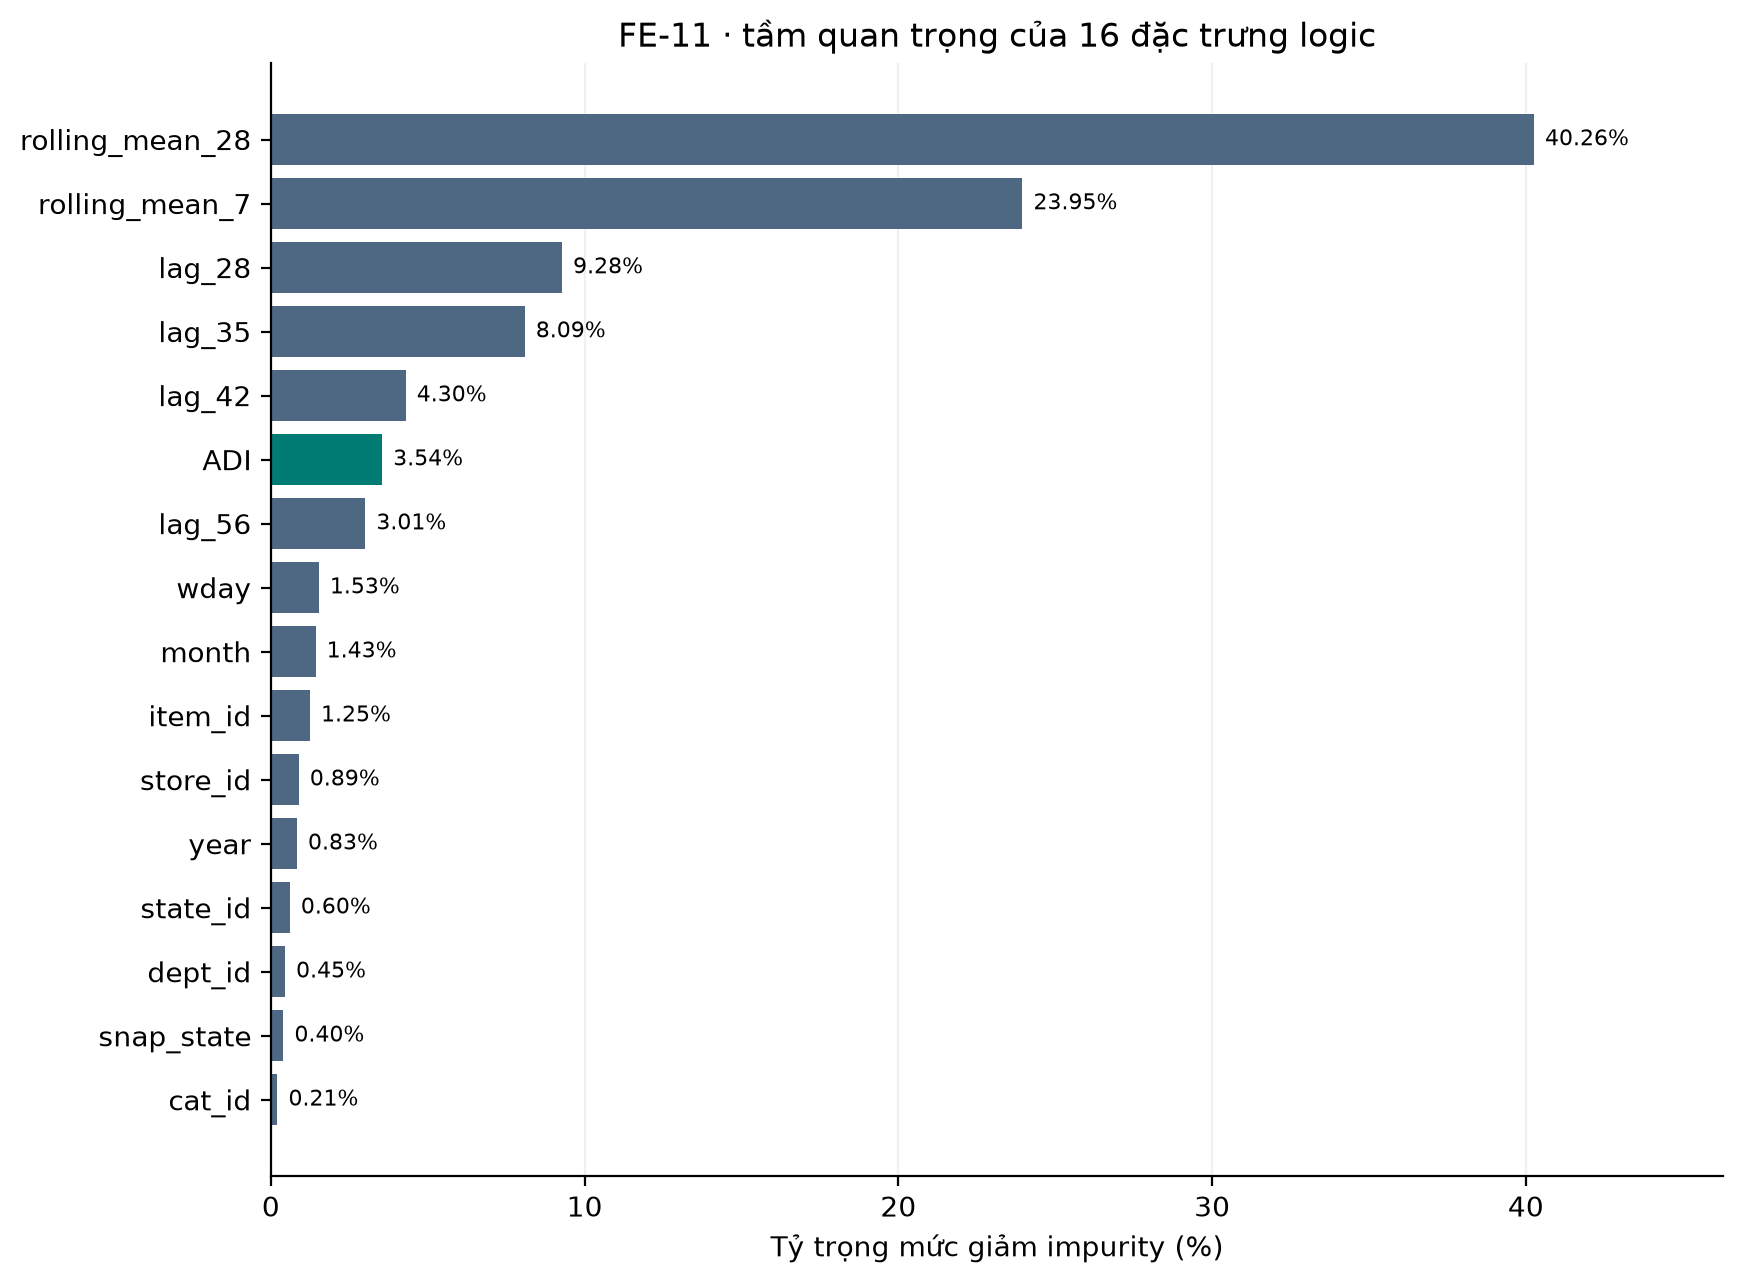 FE-11 · tầm quan trọng của 16 đặc trưng logic
rolling_mean_28 40.26%
rolling_mean_7 23.95%
lag_28 9.28%
lag_35 8.09%
lag_42 4.30%
ADI 3.54%
lag_56 3.01%
wday 1.53%
month 1.43%
item_id 1.25%
store_id 0.89%
year 0.83%
state_id 0.60%
dept_id 0.45%
snap_state 0.40%
cat_id 0.21%
0 10 20 30 40
Tỷ trọng mức giảm impurity (%)